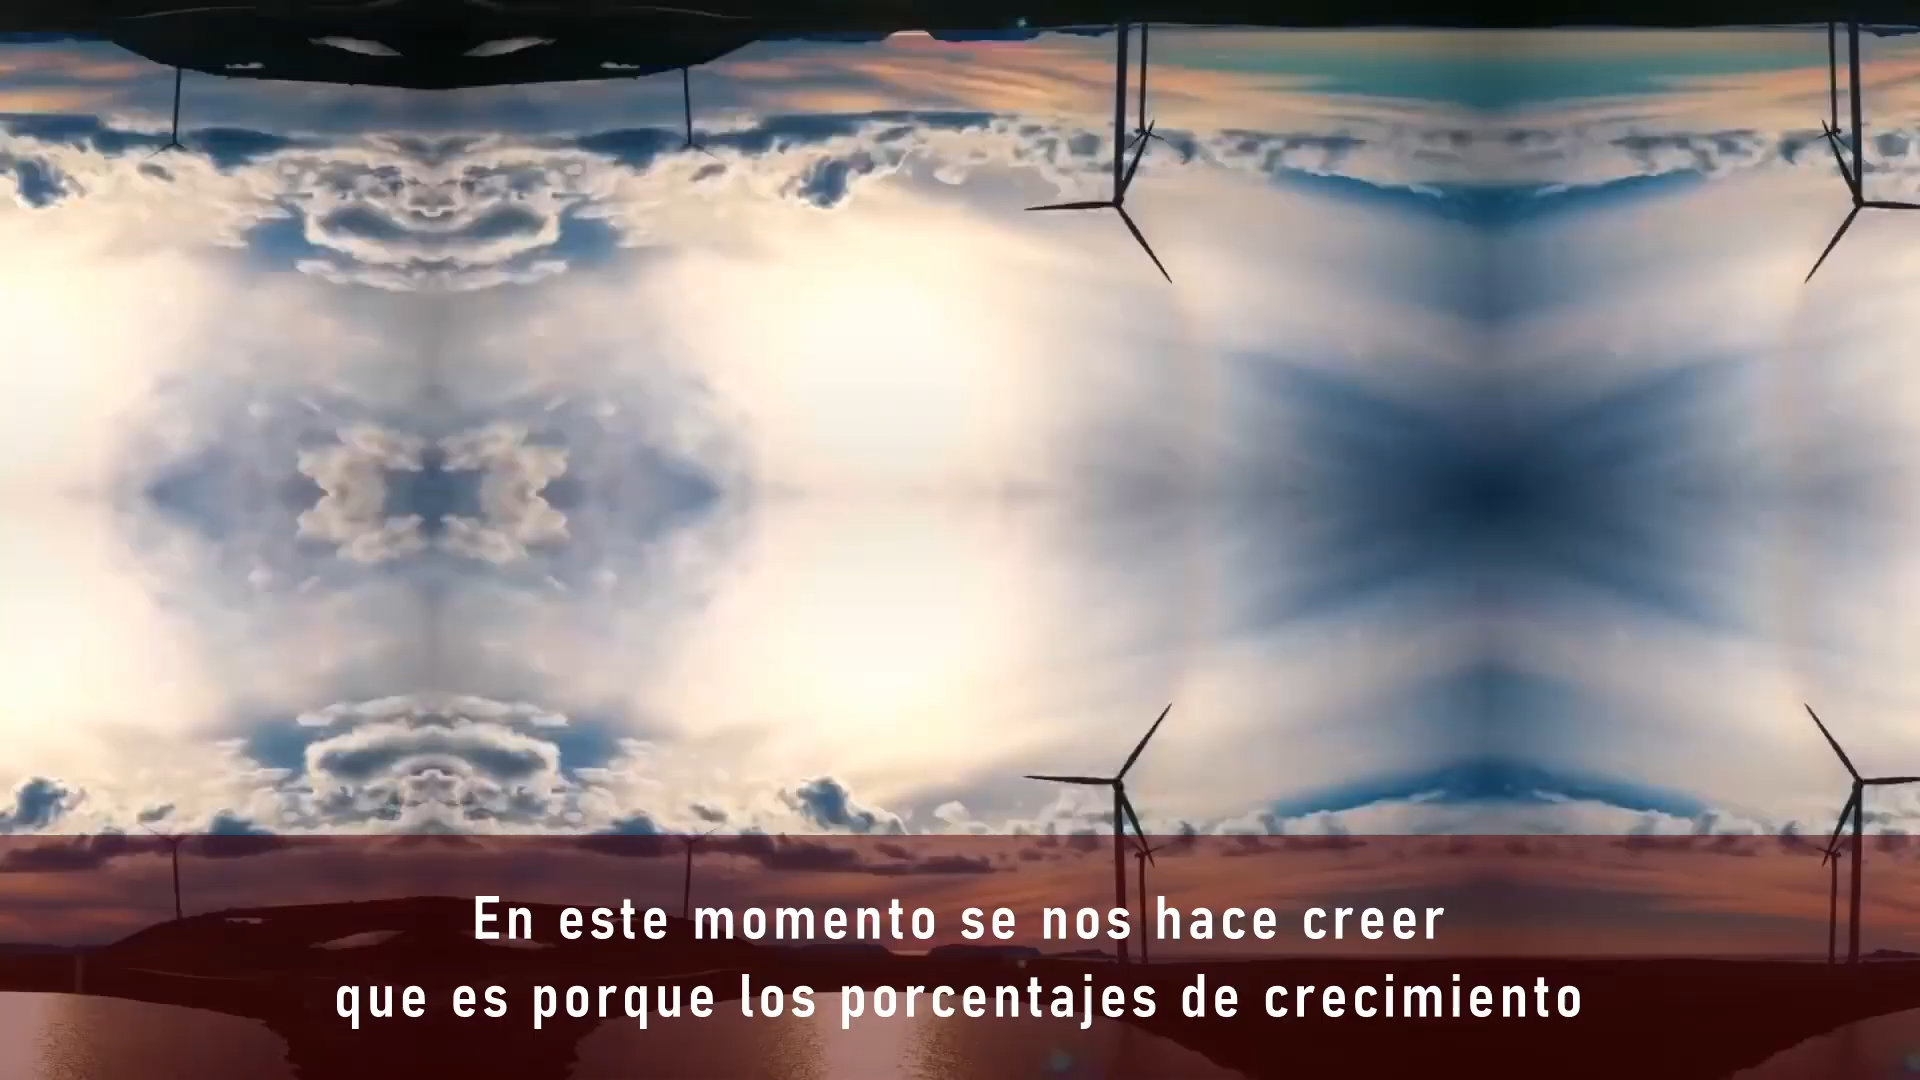 En este momento se nos hace creer
que es porque los porcentajes de crecimiento